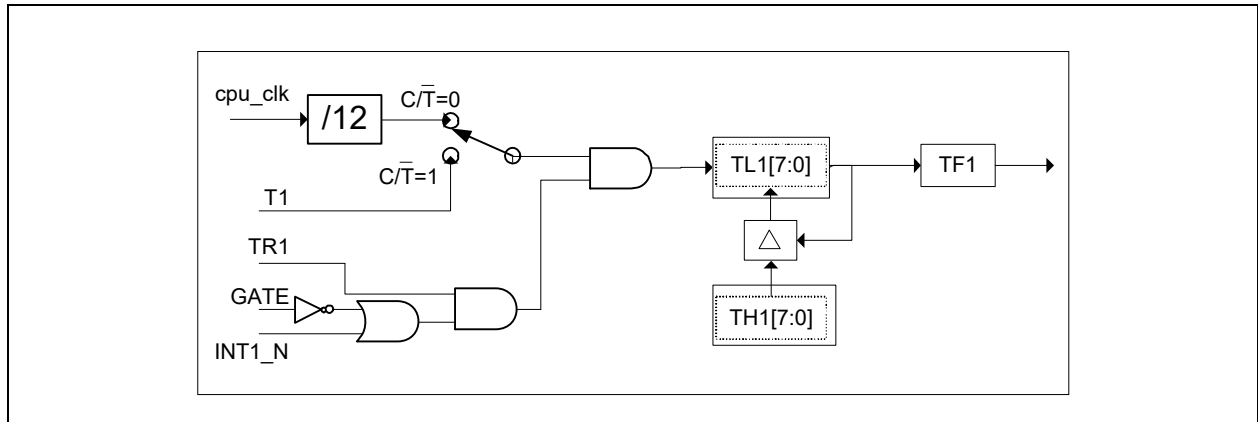 cpu_clk
/12
C/T̅=0
C/T̅=1
T1
TR1
GATE
INT1_N
TL1[7:0]
TF1
△
TH1[7:0]